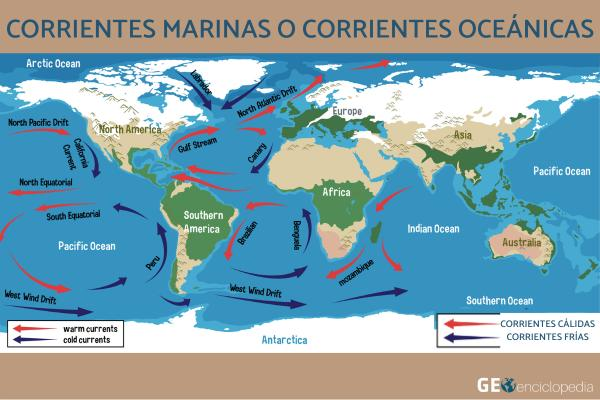 CORRIENTES MARINAS O CORRIENTES OCEÁNICAS
Arctic Ocean
Labrador
North Atlantic Drift
Europe
North Pacific Drift
North America
Asia
Gulf Stream
California
Current
Canary
Pacific Ocean
North Equatorial
Africa
South Equatorial
Southern
America
Brazilian
Benguela
Indian Ocean
Pacific Ocean
Australia
Peru
mozambique
West Wind Drift
West Wind Drift
Southern Ocean
warm currents
cold currents
Antarctica
CORRIENTES CÁLIDAS
CORRIENTES FRÍAS
GEO enciclopedia